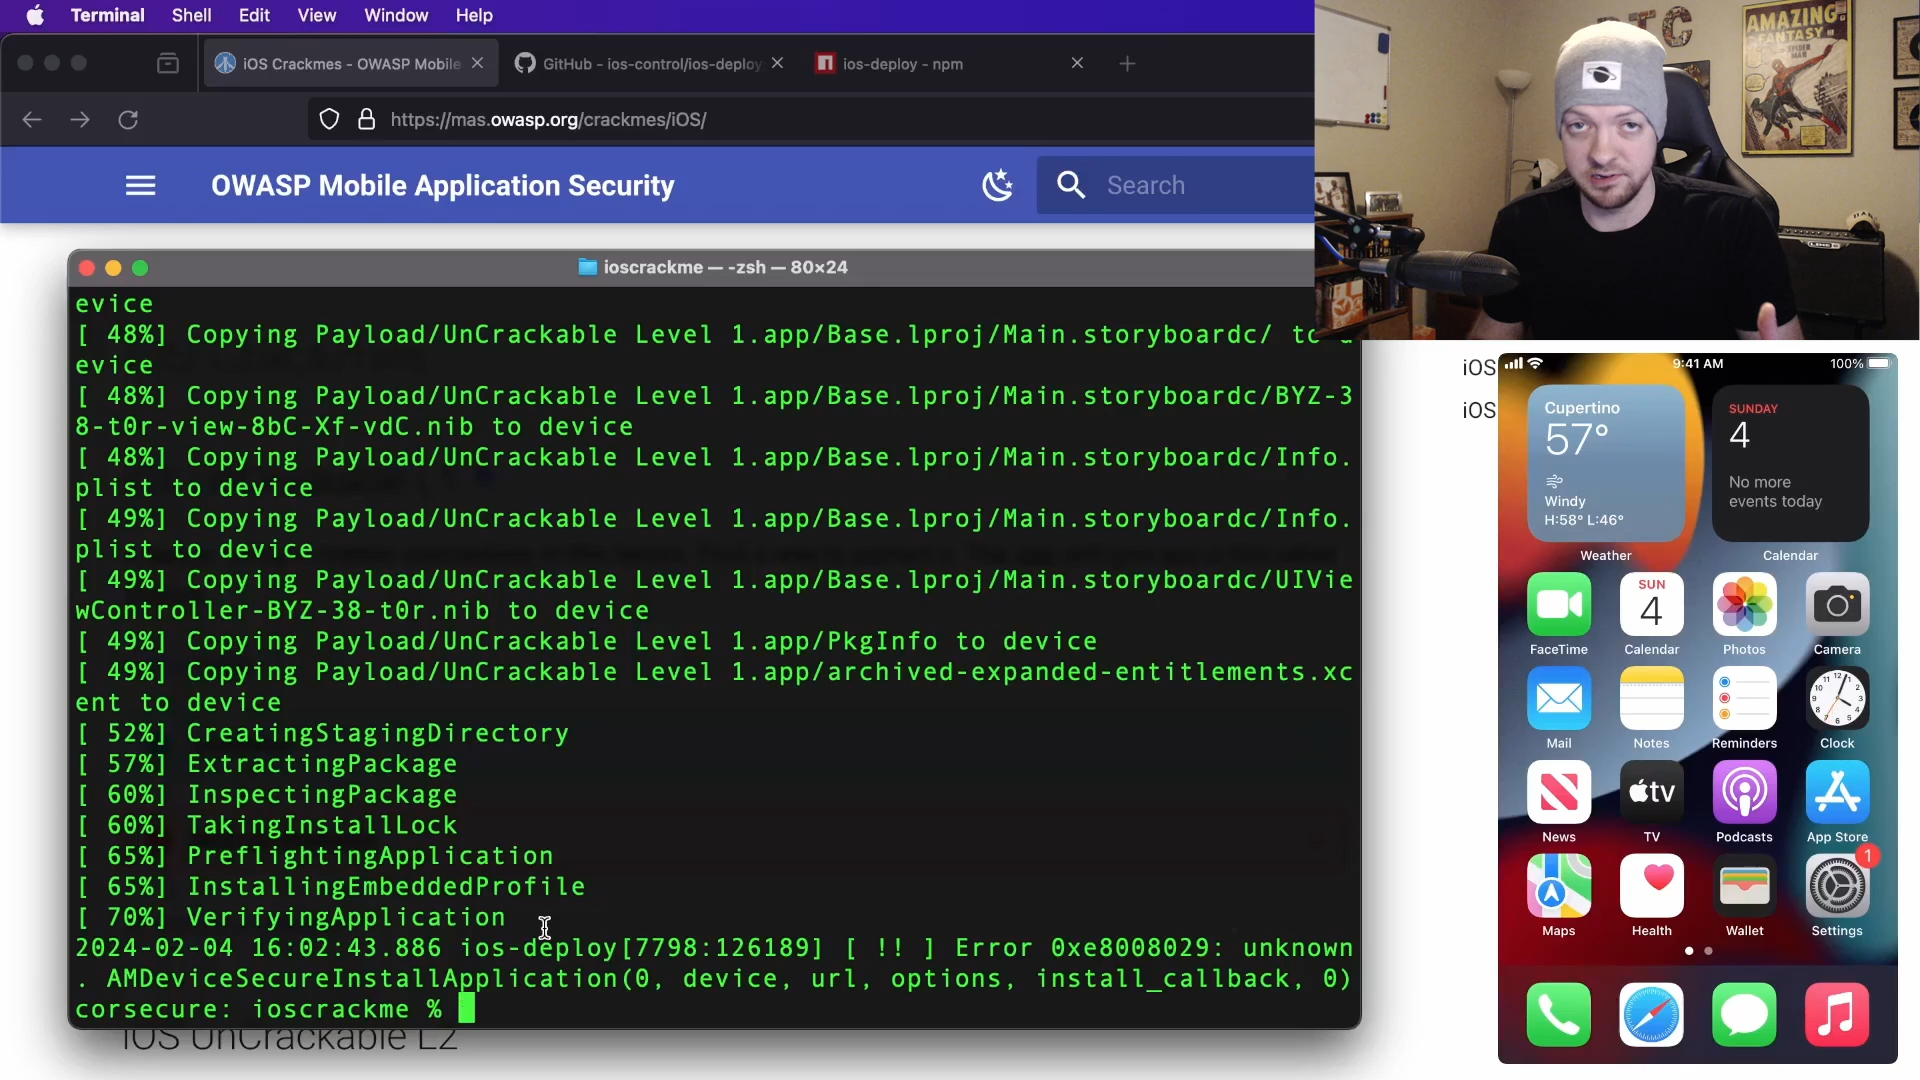 Terminal Shell Edit View Window Help
iOS Crackmes - OWASP Mobile
GitHub - ios-control/ios-deploy
ios-deploy - npm
https://mas.owasp.org/crackmes/iOS/
OWASP Mobile Application Security
Search
AMAZING
FANTASY
ioscrackme — -zsh — 80×24
evice
[ 48%] Copying Payload/UnCrackable Level 1.app/Base.lproj/Main.storyboardc/ to d
evice
[ 48%] Copying Payload/UnCrackable Level 1.app/Base.lproj/Main.storyboardc/BYZ-3
8-t0r-view-8bC-Xf-vdC.nib to device
[ 48%] Copying Payload/UnCrackable Level 1.app/Base.lproj/Main.storyboardc/Info.
plist to device
[ 49%] Copying Payload/UnCrackable Level 1.app/Base.lproj/Main.storyboardc/Info.
plist to device
[ 49%] Copying Payload/UnCrackable Level 1.app/Base.lproj/Main.storyboardc/UIVie
wController-BYZ-38-t0r.nib to device
[ 49%] Copying Payload/UnCrackable Level 1.app/PkgInfo to device
[ 49%] Copying Payload/UnCrackable Level 1.app/archived-expanded-entitlements.xc
ent to device
[ 52%] CreatingStagingDirectory
[ 57%] ExtractingPackage
[ 60%] InspectingPackage
[ 60%] TakingInstallLock
[ 65%] PreflightingApplication
[ 65%] InstallingEmbeddedProfile
[ 70%] VerifyingApplication
2024-02-04 16:02:43.886 ios-deploy[7798:126189] [ !! ] Error 0xe8008029: unknown
. AMDeviceSecureInstallApplication(0, device, url, options, install_callback, 0)
corsecure: ioscrackme %
iOS UnCrackable L2
iOS
iOS
9:41 AM
100%
Cupertino
57°
Windy
H:58° L:46°
Weather
SUNDAY
4
No more
events today
Calendar
FaceTime
SUN
4
Calendar
Photos
Camera
Mail
Notes
Reminders
Clock
News
tv
TV
Podcasts
App Store
Maps
Health
Wallet
1
Settings